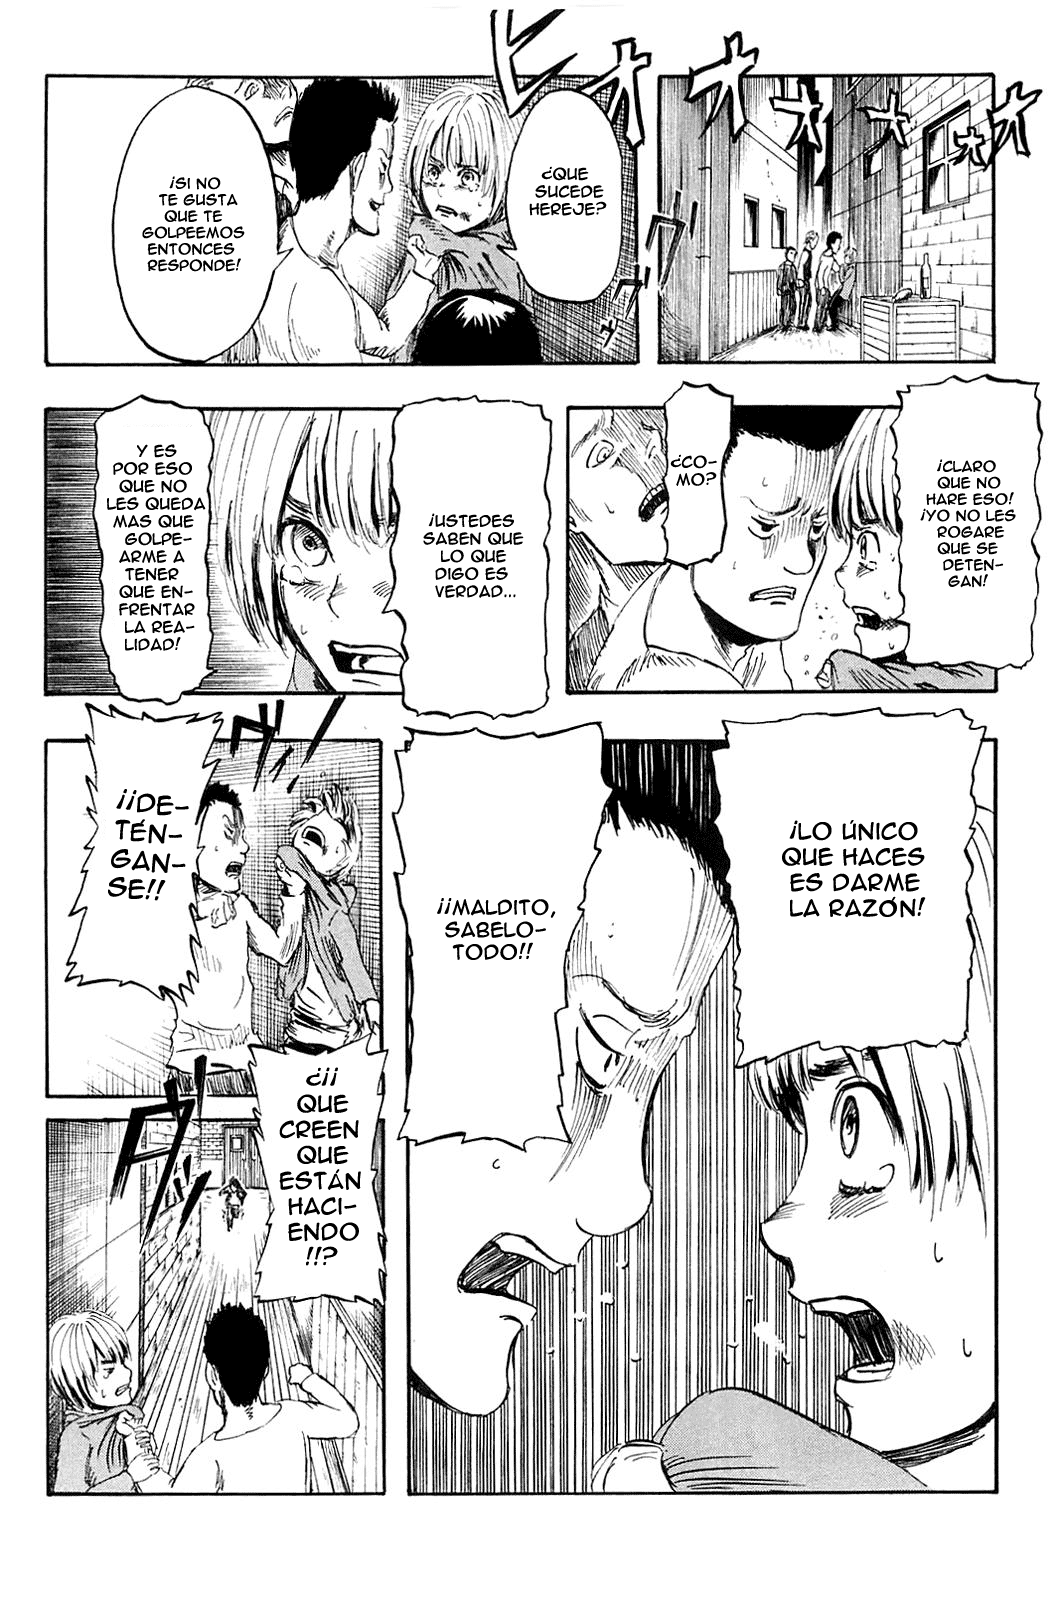 ヒオオオオオオオ
¿QUE
SUCEDE
HEREJE?
¡SI NO
TE GUSTA
QUE TE
GOLPEEMOS
ENTONCES
RESPONDE!
¡CLARO
QUE NO
HARE ESO!
¡YO NO LES
ROGARE
QUE SE
DETEN-
GAN!
¿CO-
MO?
¡USTEDES
SABEN QUE
LO QUE
DIGO ES
VERDAD...
Y ES
POR ESO
QUE NO
LES QUEDA
MAS QUE
GOLPE-
ARME A
TENER
QUE EN-
FRENTAR
LA REA-
LIDAD!
¡LO ÚNICO
QUE HACES
ES DARME
LA RAZÓN!
¡¡MALDITO,
SABELO-
TODO!!
¡¡DE-
TÉN-
GAN-
SE!!
¿¡¡
QUE
CREEN
QUE
ESTÁN
HACI-
ENDO
!!?